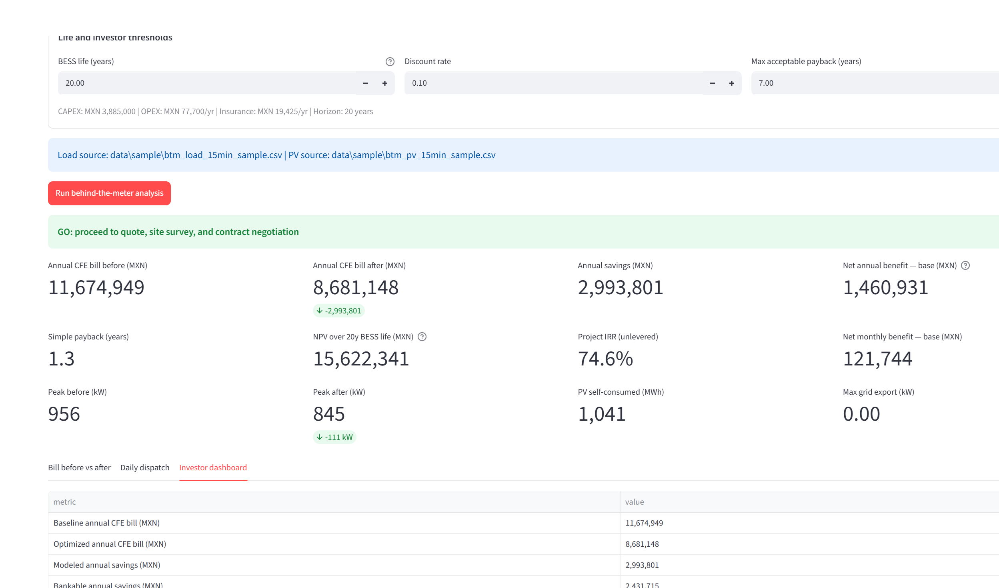 Life and investor thresholds
BESS life (years)
Discount rate
Max acceptable payback (years)
20.00
0.10
7.00
CAPEX: MXN 3,885,000 | OPEX: MXN 77,700/yr | Insurance: MXN 19,425/yr | Horizon: 20 years
Load source: data\sample\btm_load_15min_sample.csv | PV source: data\sample\btm_pv_15min_sample.csv
Run behind-the-meter analysis
GO: proceed to quote, site survey, and contract negotiation
Annual CFE bill before (MXN)
11,674,949
Annual CFE bill after (MXN)
8,681,148
-2,993,801
Annual savings (MXN)
2,993,801
Net annual benefit — base (MXN)
1,460,931
Simple payback (years)
1.3
NPV over 20y BESS life (MXN)
15,622,341
Project IRR (unlevered)
74.6%
Net monthly benefit — base (MXN)
121,744
Peak before (kW)
956
Peak after (kW)
845
-111 kW
PV self-consumed (MWh)
1,041
Max grid export (kW)
0.00
Bill before vs after
Daily dispatch
Investor dashboard
metric
value
Baseline annual CFE bill (MXN)
11,674,949
Optimized annual CFE bill (MXN)
8,681,148
Modeled annual savings (MXN)
2,993,801
Bankable annual savings (MXN)
2,431,715